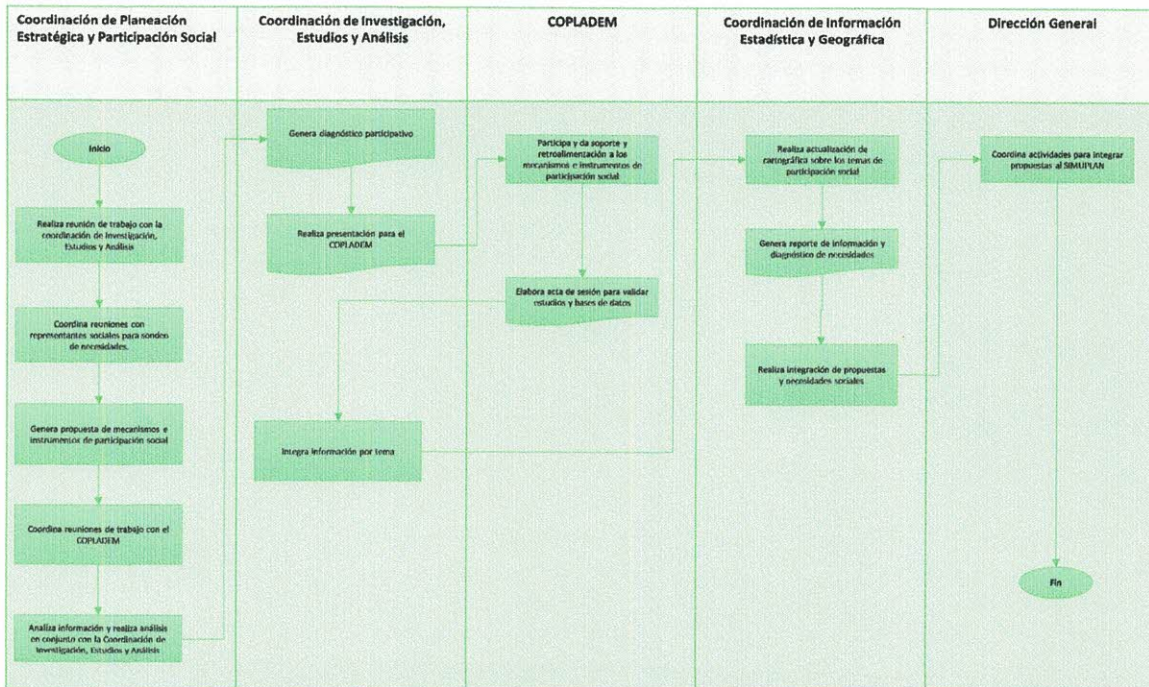 Coordinación de Planeación
Estratégica y Participación Social
Coordinación de Investigación,
Estudios y Análisis
COPLADEM
Coordinación de Información
Estadística y Geográfica
Dirección General
Inicio
Realiza reunión de trabajo con la
coordinación de Investigación,
Estudios y Análisis
Coordina reuniones con
representantes sociales para sonden
de necesidades.
Genera propuesta de mecanismos e
instrumentos de participación social
Coordina reuniones de trabajo con el
COPLADEM
Analiza información y realiza análisis
en conjunto con la Coordinación de
Investigación, Estudios y Análisis
Genera diagnóstico participativo
Realiza presentación para el
COPLADEM
Integra información por tema
Participa y da soporte y
retroalimentación a los
mecanismos e instrumentos de
participación social
Elabora acta de sesión para validar
estudios y bases de datos
Realiza actualización de
cartográfica sobre los temas de
participación social
Genera reporte de información y
diagnóstico de necesidades
Realiza integración de propuestas
y necesidades sociales
Coordina actividades para integrar
propuestas al SIMUPLAN
Fin